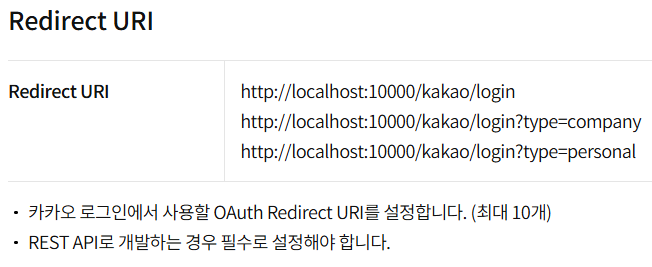 Redirect URI
Redirect URI
http://localhost:10000/kakao/login
http://localhost:10000/kakao/login?type=company
http://localhost:10000/kakao/login?type=personal
• 카카오 로그인에서 사용할 OAuth Redirect URI를 설정합니다. (최대 10개)
• REST API로 개발하는 경우 필수로 설정해야 합니다.